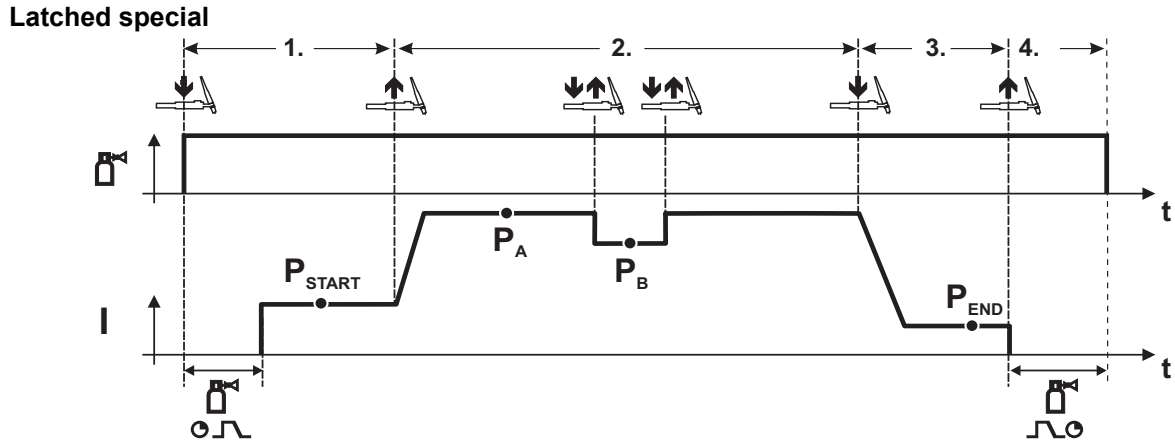 Latched special
1. 2. 3. 4.
t
P_A
P_B
P_START
P_END
I
t